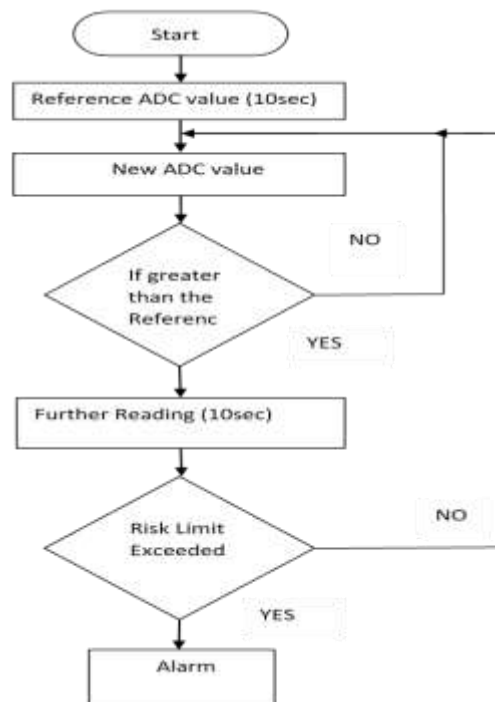 Start
Reference ADC value (10sec)
New ADC value
NO
If greater
than the
Referenc
YES
Further Reading (10sec)
Risk Limit
Exceeded
NO
YES
Alarm